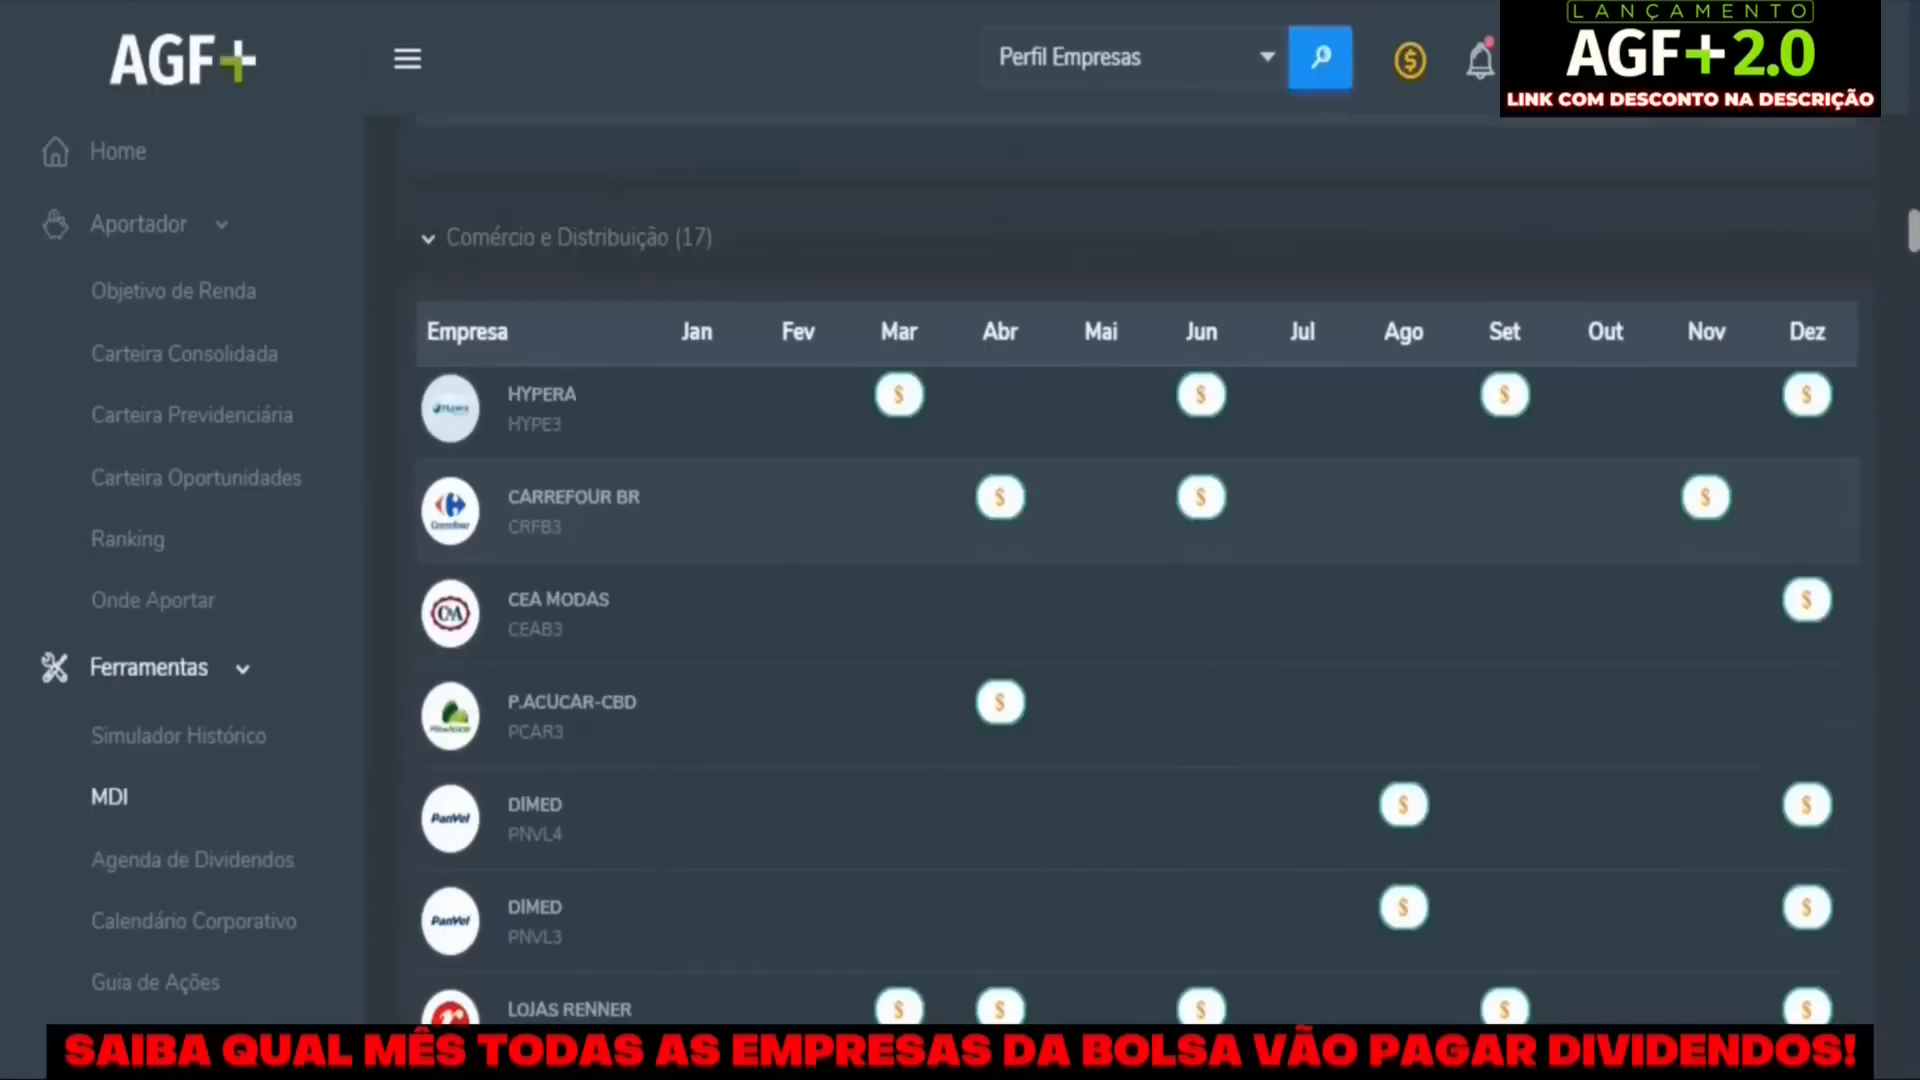 AGF+
Perfil Empresas
LANÇAMENTO
AGF+2.0
LINK COM DESCONTO NA DESCRIÇÃO
Home
Aportador
Objetivo de Renda
Carteira Consolidada
Carteira Previdenciária
Carteira Oportunidades
Ranking
Onde Aportar
Ferramentas
Simulador Histórico
MDI
Agenda de Dividendos
Calendário Corporativo
Guia de Ações
Comércio e Distribuição (17)
Empresa Jan Fev Mar Abr Mai Jun Jul Ago Set Out Nov Dez
HYPERA $ $ $ $
HYPE3
CARREFOUR BR $ $ $
Carrefour
CRFB3
CEA MODAS $
C&A
CEAB3
P.ACUCAR-CBD $
PCAR3
DIMED $ $
PanVel
PNVL4
DIMED $ $
PanVel
PNVL3
LOJAS RENNER $ $ $ $ $
SAIBA QUAL MÊS TODAS AS EMPRESAS DA BOLSA VÃO PAGAR DIVIDENDOS!